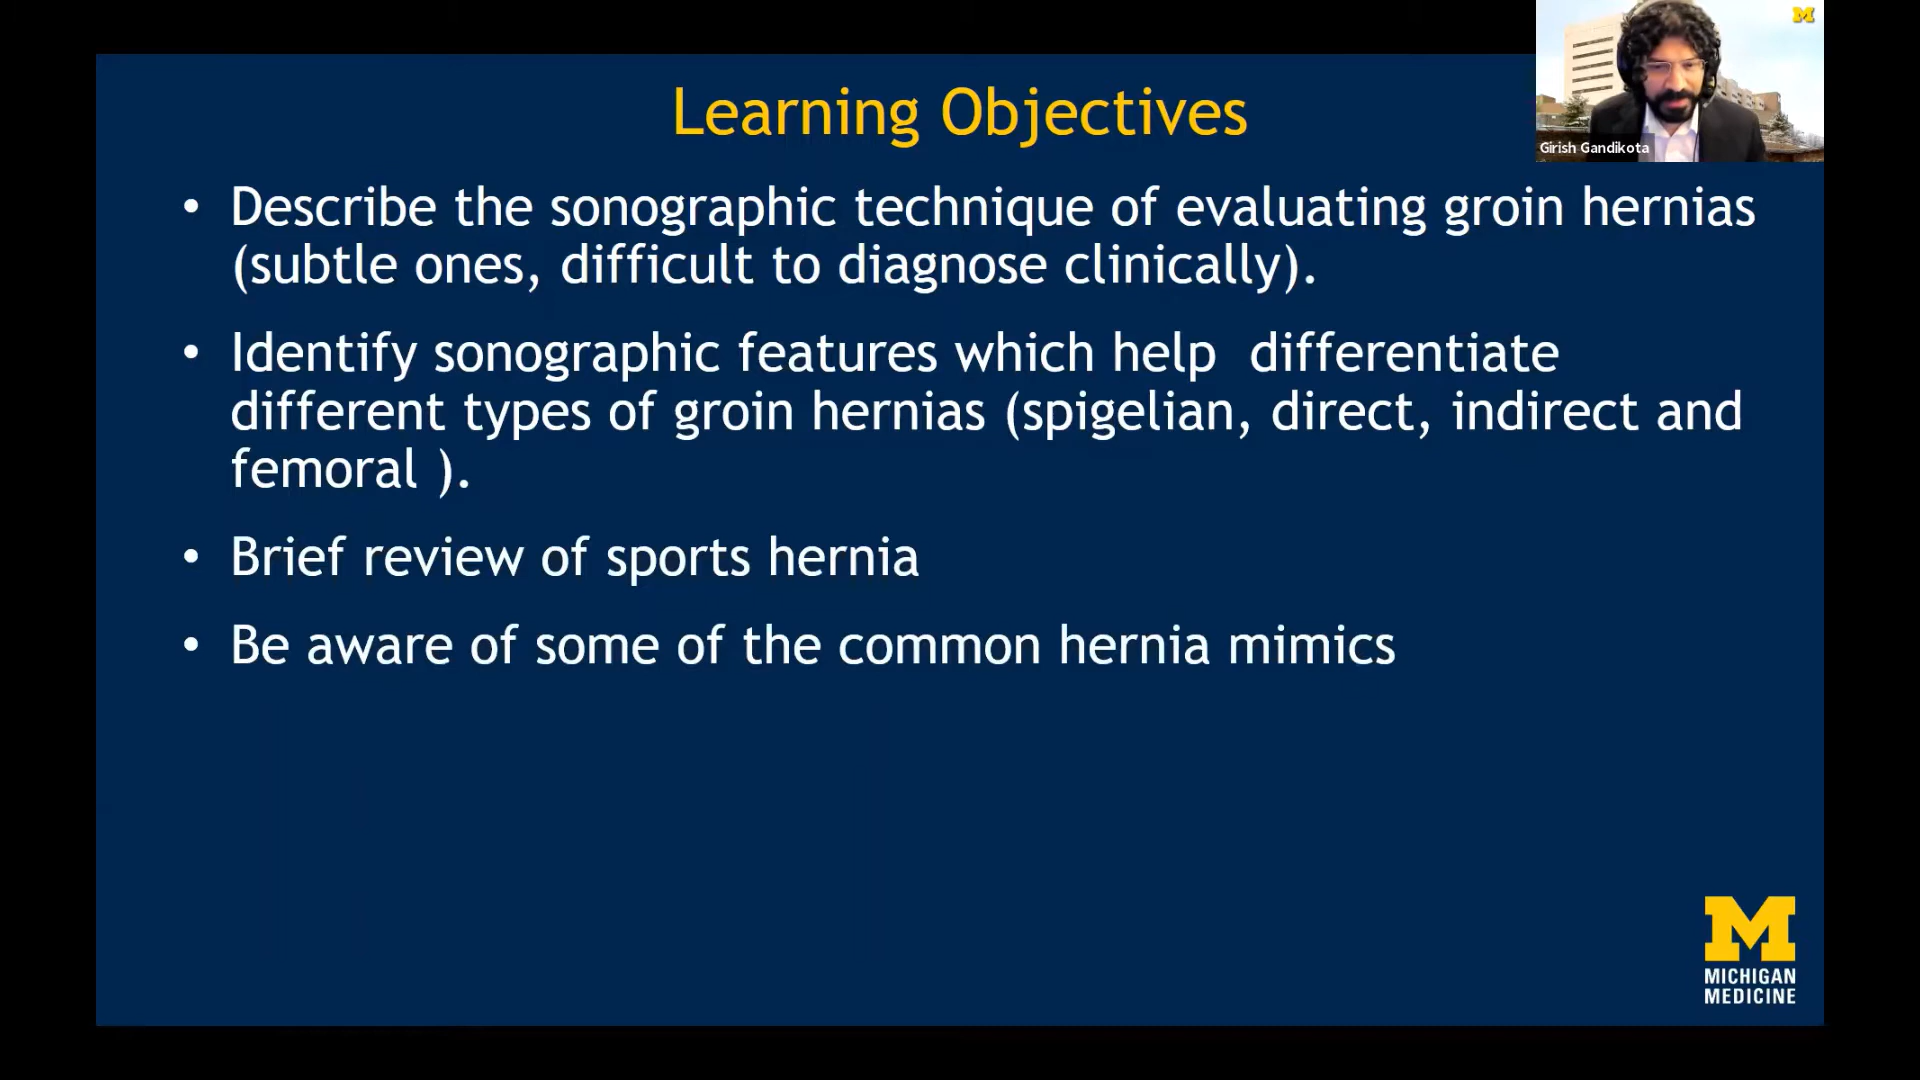 Learning Objectives
M
Girish Gandikota
• Describe the sonographic technique of evaluating groin hernias
(subtle ones, difficult to diagnose clinically).
• Identify sonographic features which help  differentiate
different types of groin hernias (spigelian, direct, indirect and
femoral ).
• Brief review of sports hernia
• Be aware of some of the common hernia mimics
M
MICHIGAN
MEDICINE